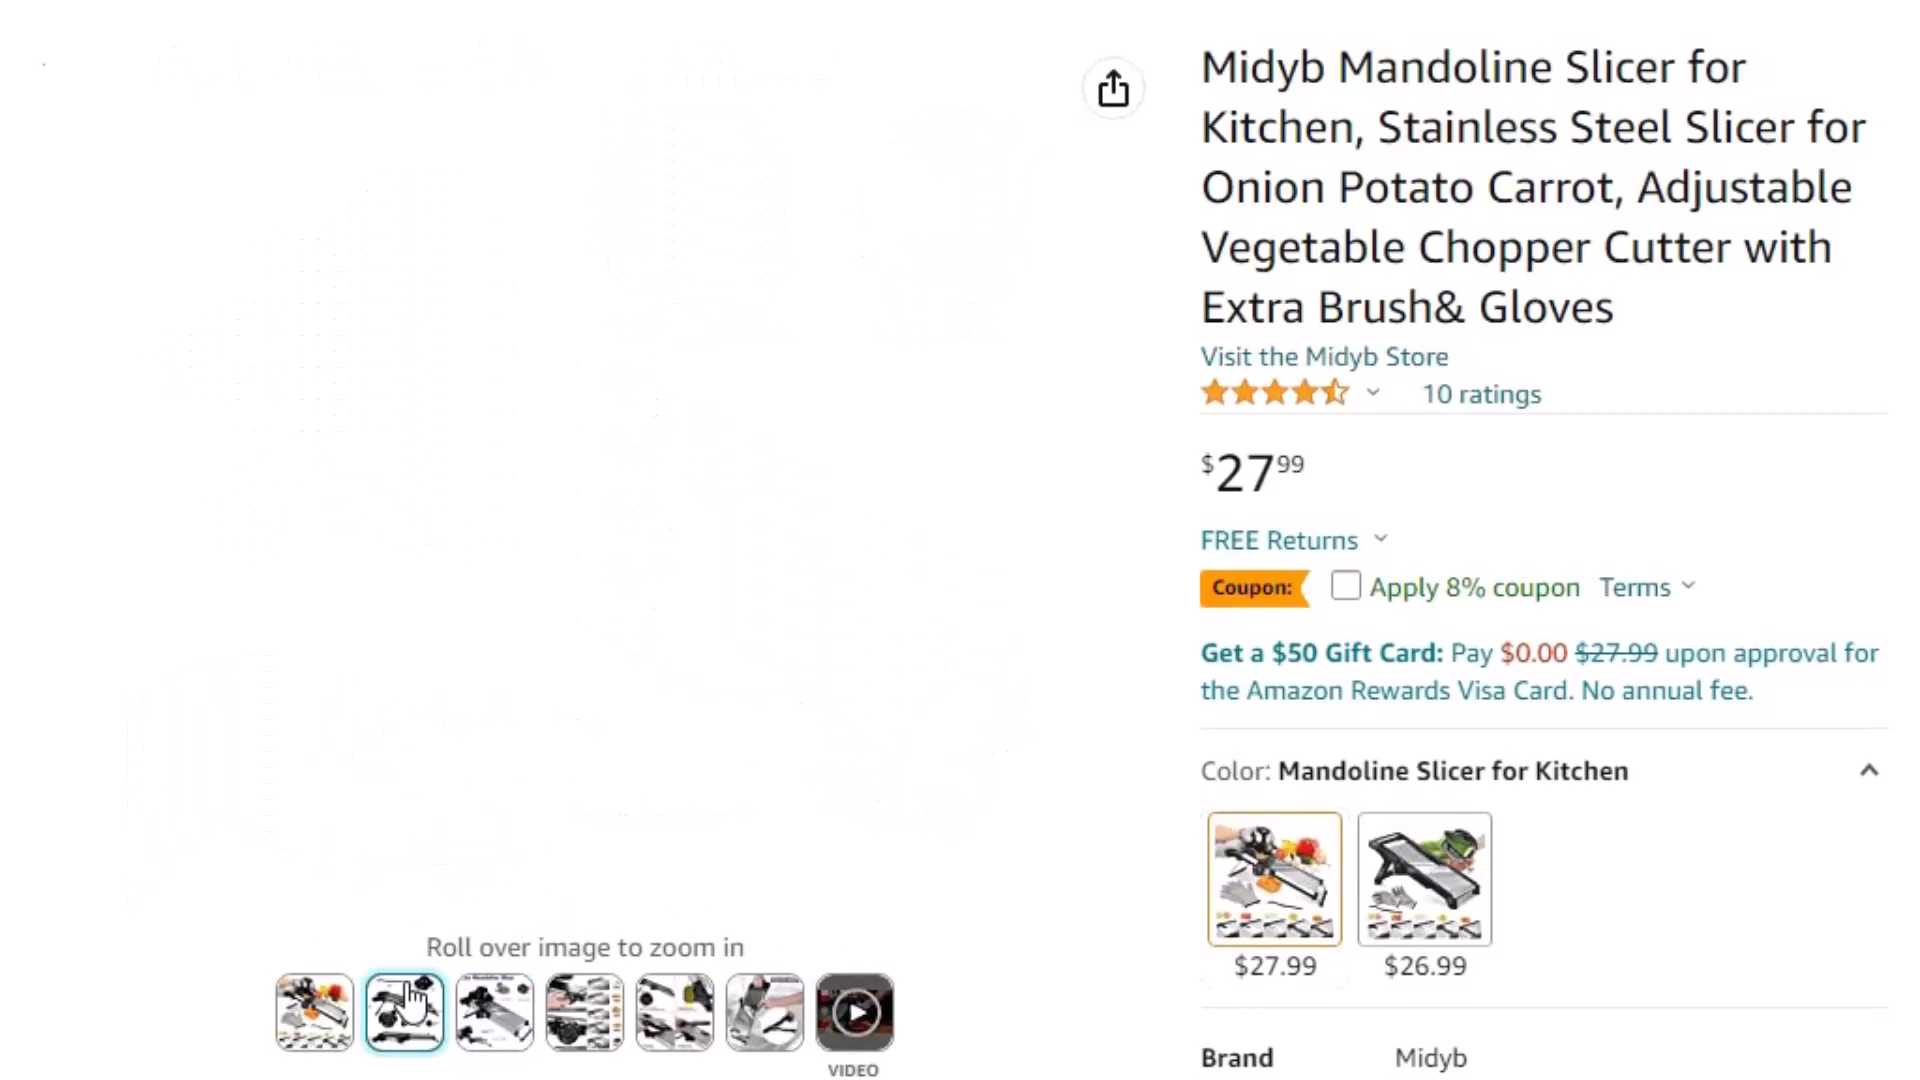 Midyb Mandoline Slicer for
Kitchen, Stainless Steel Slicer for
Onion Potato Carrot, Adjustable
Vegetable Chopper Cutter with
Extra Brush& Gloves
Visit the Midyb Store
10 ratings
$27 99
FREE Returns
Coupon: Apply 8% coupon Terms
Get a $50 Gift Card: Pay $0.00 $27.99 upon approval for
the Amazon Rewards Visa Card. No annual fee.
Color: Mandoline Slicer for Kitchen
$27.99 $26.99
Brand Midyb
Roll over image to zoom in
VIDEO